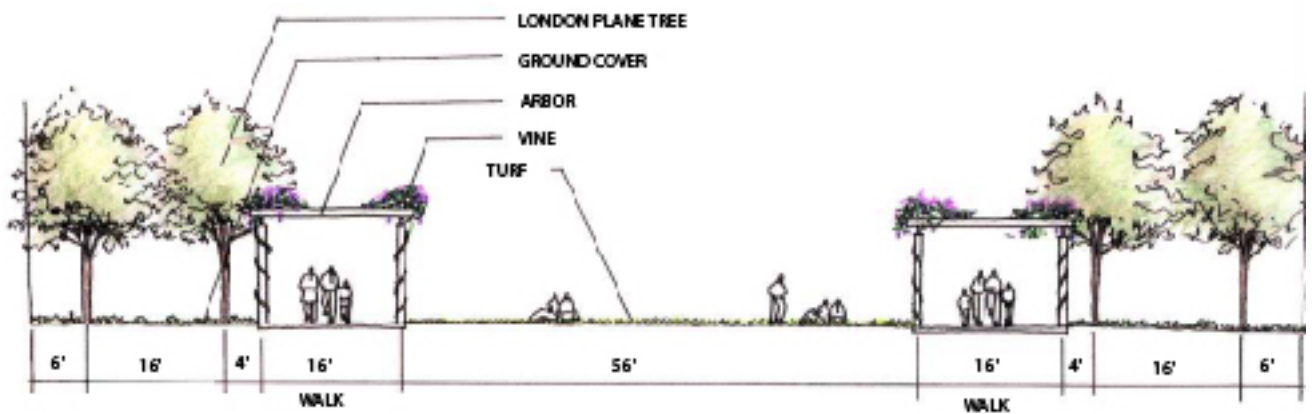 LONDON PLANE TREE
GROUND COVER
ARBOR
VINE
TURF
6' 16' 4' 16' 56' 16' 4' 16' 6'
WALK WALK